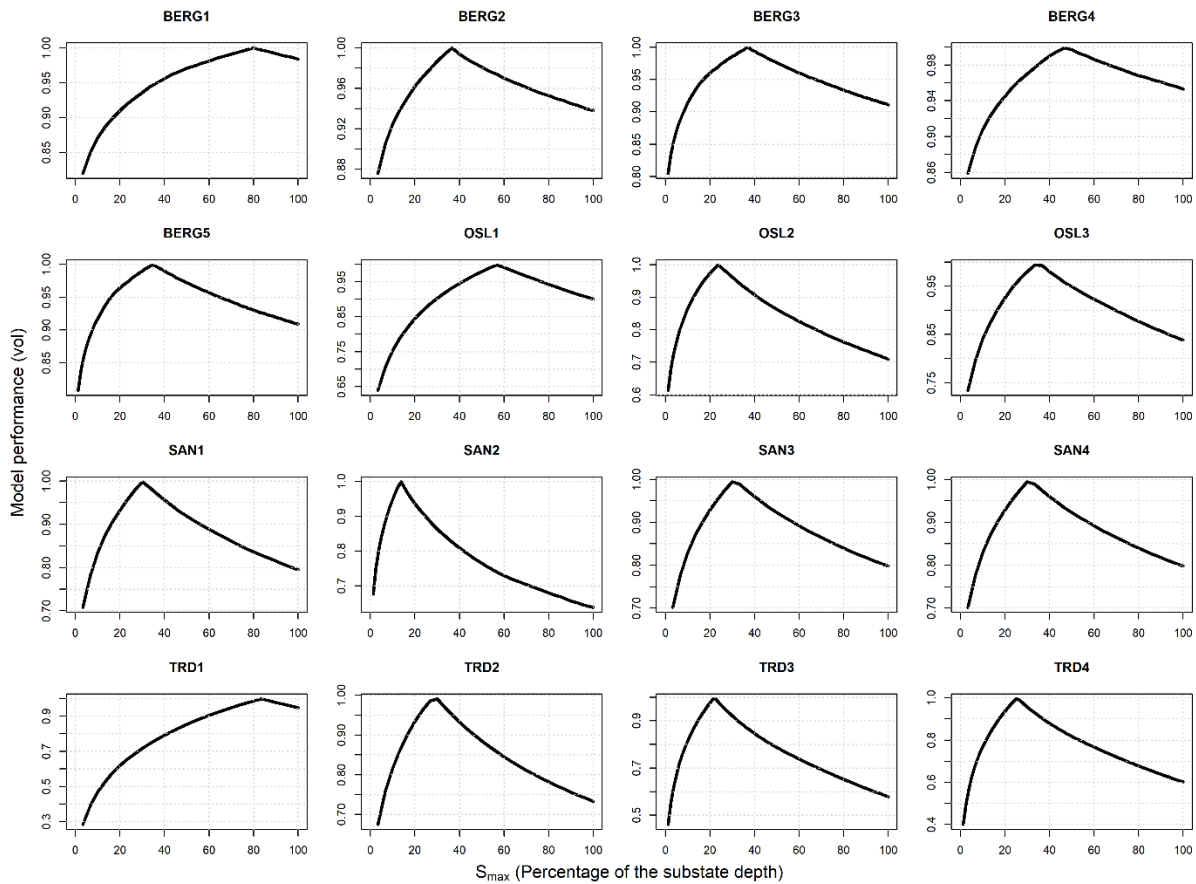 BERG1 BERG2 BERG3 BERG4
0.85 0.90 0.95 1.00
0 20 40 60 80 100
0.88 0.92 0.96 1.00
0 20 40 60 80 100
0.80 0.85 0.90 0.95 1.00
0 20 40 60 80 100
0.86 0.90 0.94 0.98
0 20 40 60 80 100
BERG5 OSL1 OSL2 OSL3
0.85 0.90 0.95 1.00
0 20 40 60 80 100
0.65 0.75 0.85 0.95
0 20 40 60 80 100
0.6 0.7 0.8 0.9 1.0
0 20 40 60 80 100
0.75 0.85 0.95
0 20 40 60 80 100
Model performance (vol)
SAN1 SAN2 SAN3 SAN4
0.70 0.80 0.90 1.00
0 20 40 60 80 100
0.7 0.8 0.9 1.0
0 20 40 60 80 100
0.70 0.80 0.90 1.00
0 20 40 60 80 100
0.70 0.80 0.90 1.00
0 20 40 60 80 100
TRD1 TRD2 TRD3 TRD4
0.3 0.5 0.7 0.9
0 20 40 60 80 100
0.70 0.80 0.90 1.00
0 20 40 60 80 100
0.5 0.7 0.9
0 20 40 60 80 100
0.4 0.6 0.8 1.0
0 20 40 60 80 100
Smax (Percentage of the substate depth)